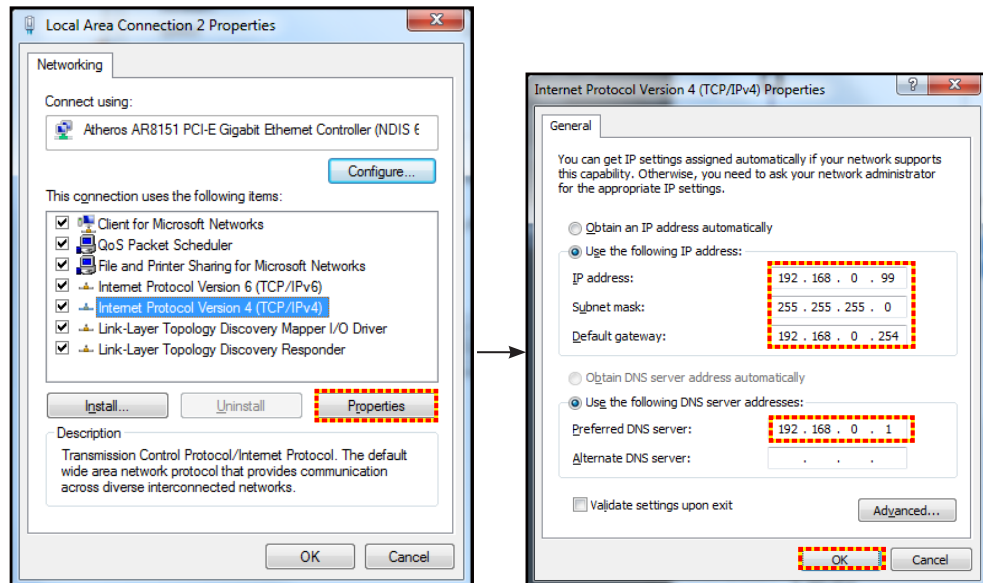 Local Area Connection 2 Properties
Networking
Connect using:
Atheros AR8151 PCI-E Gigabit Ethernet Controller (NDIS 6
Configure...
This connection uses the following items:
Client for Microsoft Networks
QoS Packet Scheduler
File and Printer Sharing for Microsoft Networks
Internet Protocol Version 6 (TCP/IPv6)
Internet Protocol Version 4 (TCP/IPv4)
Link-Layer Topology Discovery Mapper I/O Driver
Link-Layer Topology Discovery Responder
Install...
Uninstall
Properties
Description
Transmission Control Protocol/Internet Protocol. The default
wide area network protocol that provides communication
across diverse interconnected networks.
OK
Cancel
Internet Protocol Version 4 (TCP/IPv4) Properties
General
You can get IP settings assigned automatically if your network supports
this capability. Otherwise, you need to ask your network administrator
for the appropriate IP settings.
Obtain an IP address automatically
Use the following IP address:
IP address: 192 . 168 . 0 . 99
Subnet mask: 255 . 255 . 255 . 0
Default gateway: 192 . 168 . 0 . 254
Obtain DNS server address automatically
Use the following DNS server addresses:
Preferred DNS server: 192 . 168 . 0 . 1
Alternate DNS server: . . .
Validate settings upon exit
Advanced...
OK
Cancel